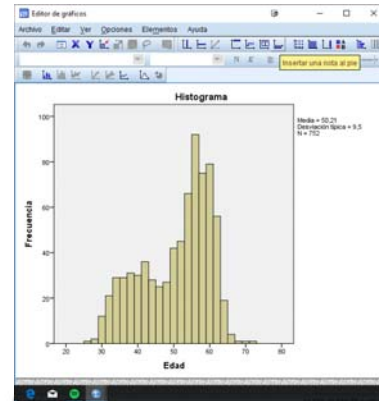 Editor de gráficos
Archivo Editar Ver Opciones Elementos Ayuda
X Y
N K
Insertar una nota al pie
Histograma
Media = 50,21
Desviación típica = 9,5
N = 752
Frecuencia
100
80
60
40
20
0
20 30 40 50 60 70 80
Edad